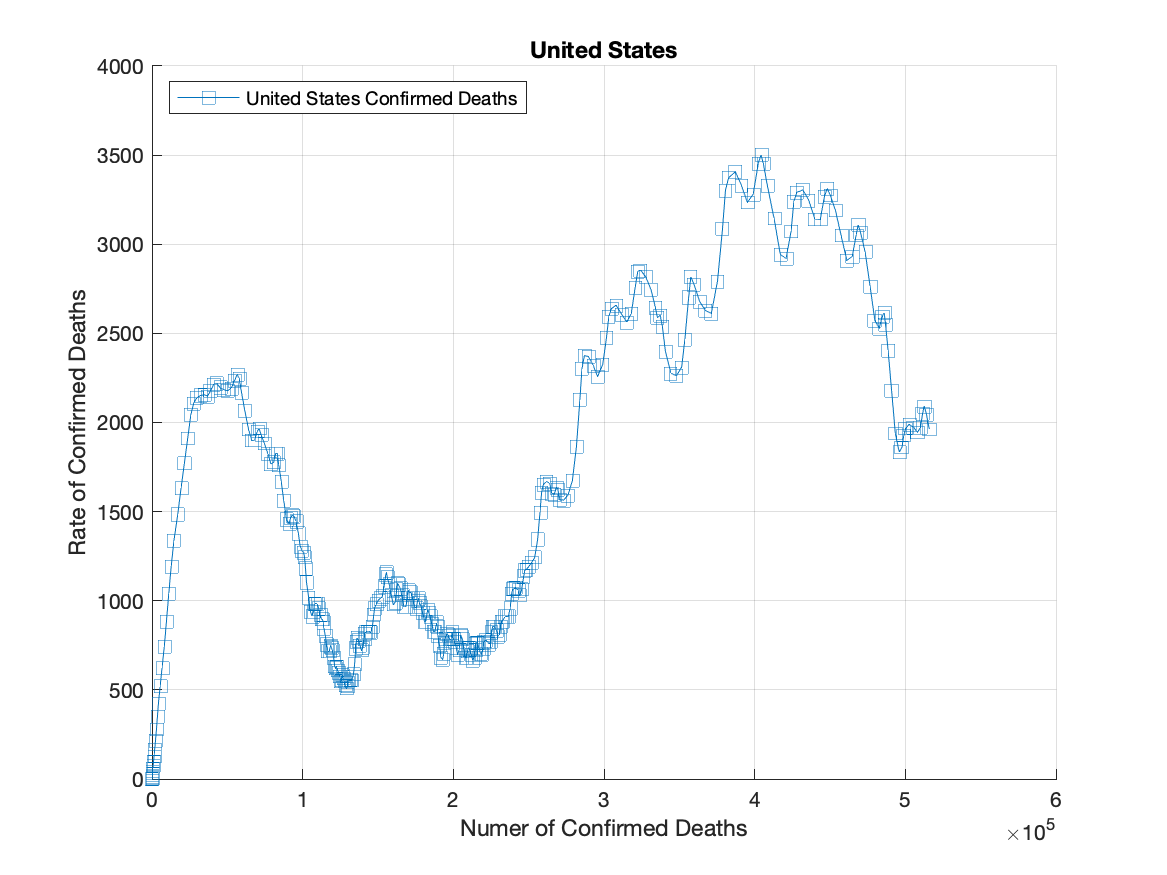 United States
United States Confirmed Deaths
Rate of Confirmed Deaths
4000
3500
3000
2500
2000
1500
1000
500
0
0 1 2 3 4 5 6
×10^5
Numer of Confirmed Deaths